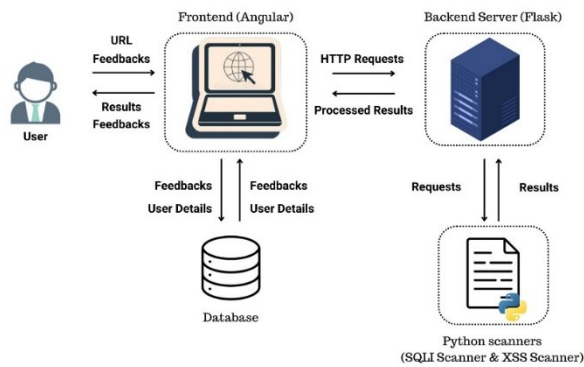 Frontend (Angular)
Backend Server (Flask)
URL
Feedbacks
Results
Feedbacks
User
HTTP Requests
Processed Results
Feedbacks
User Details
Feedbacks
User Details
Requests
Results
Database
Python scanners
(SQLI Scanner & XSS Scanner)